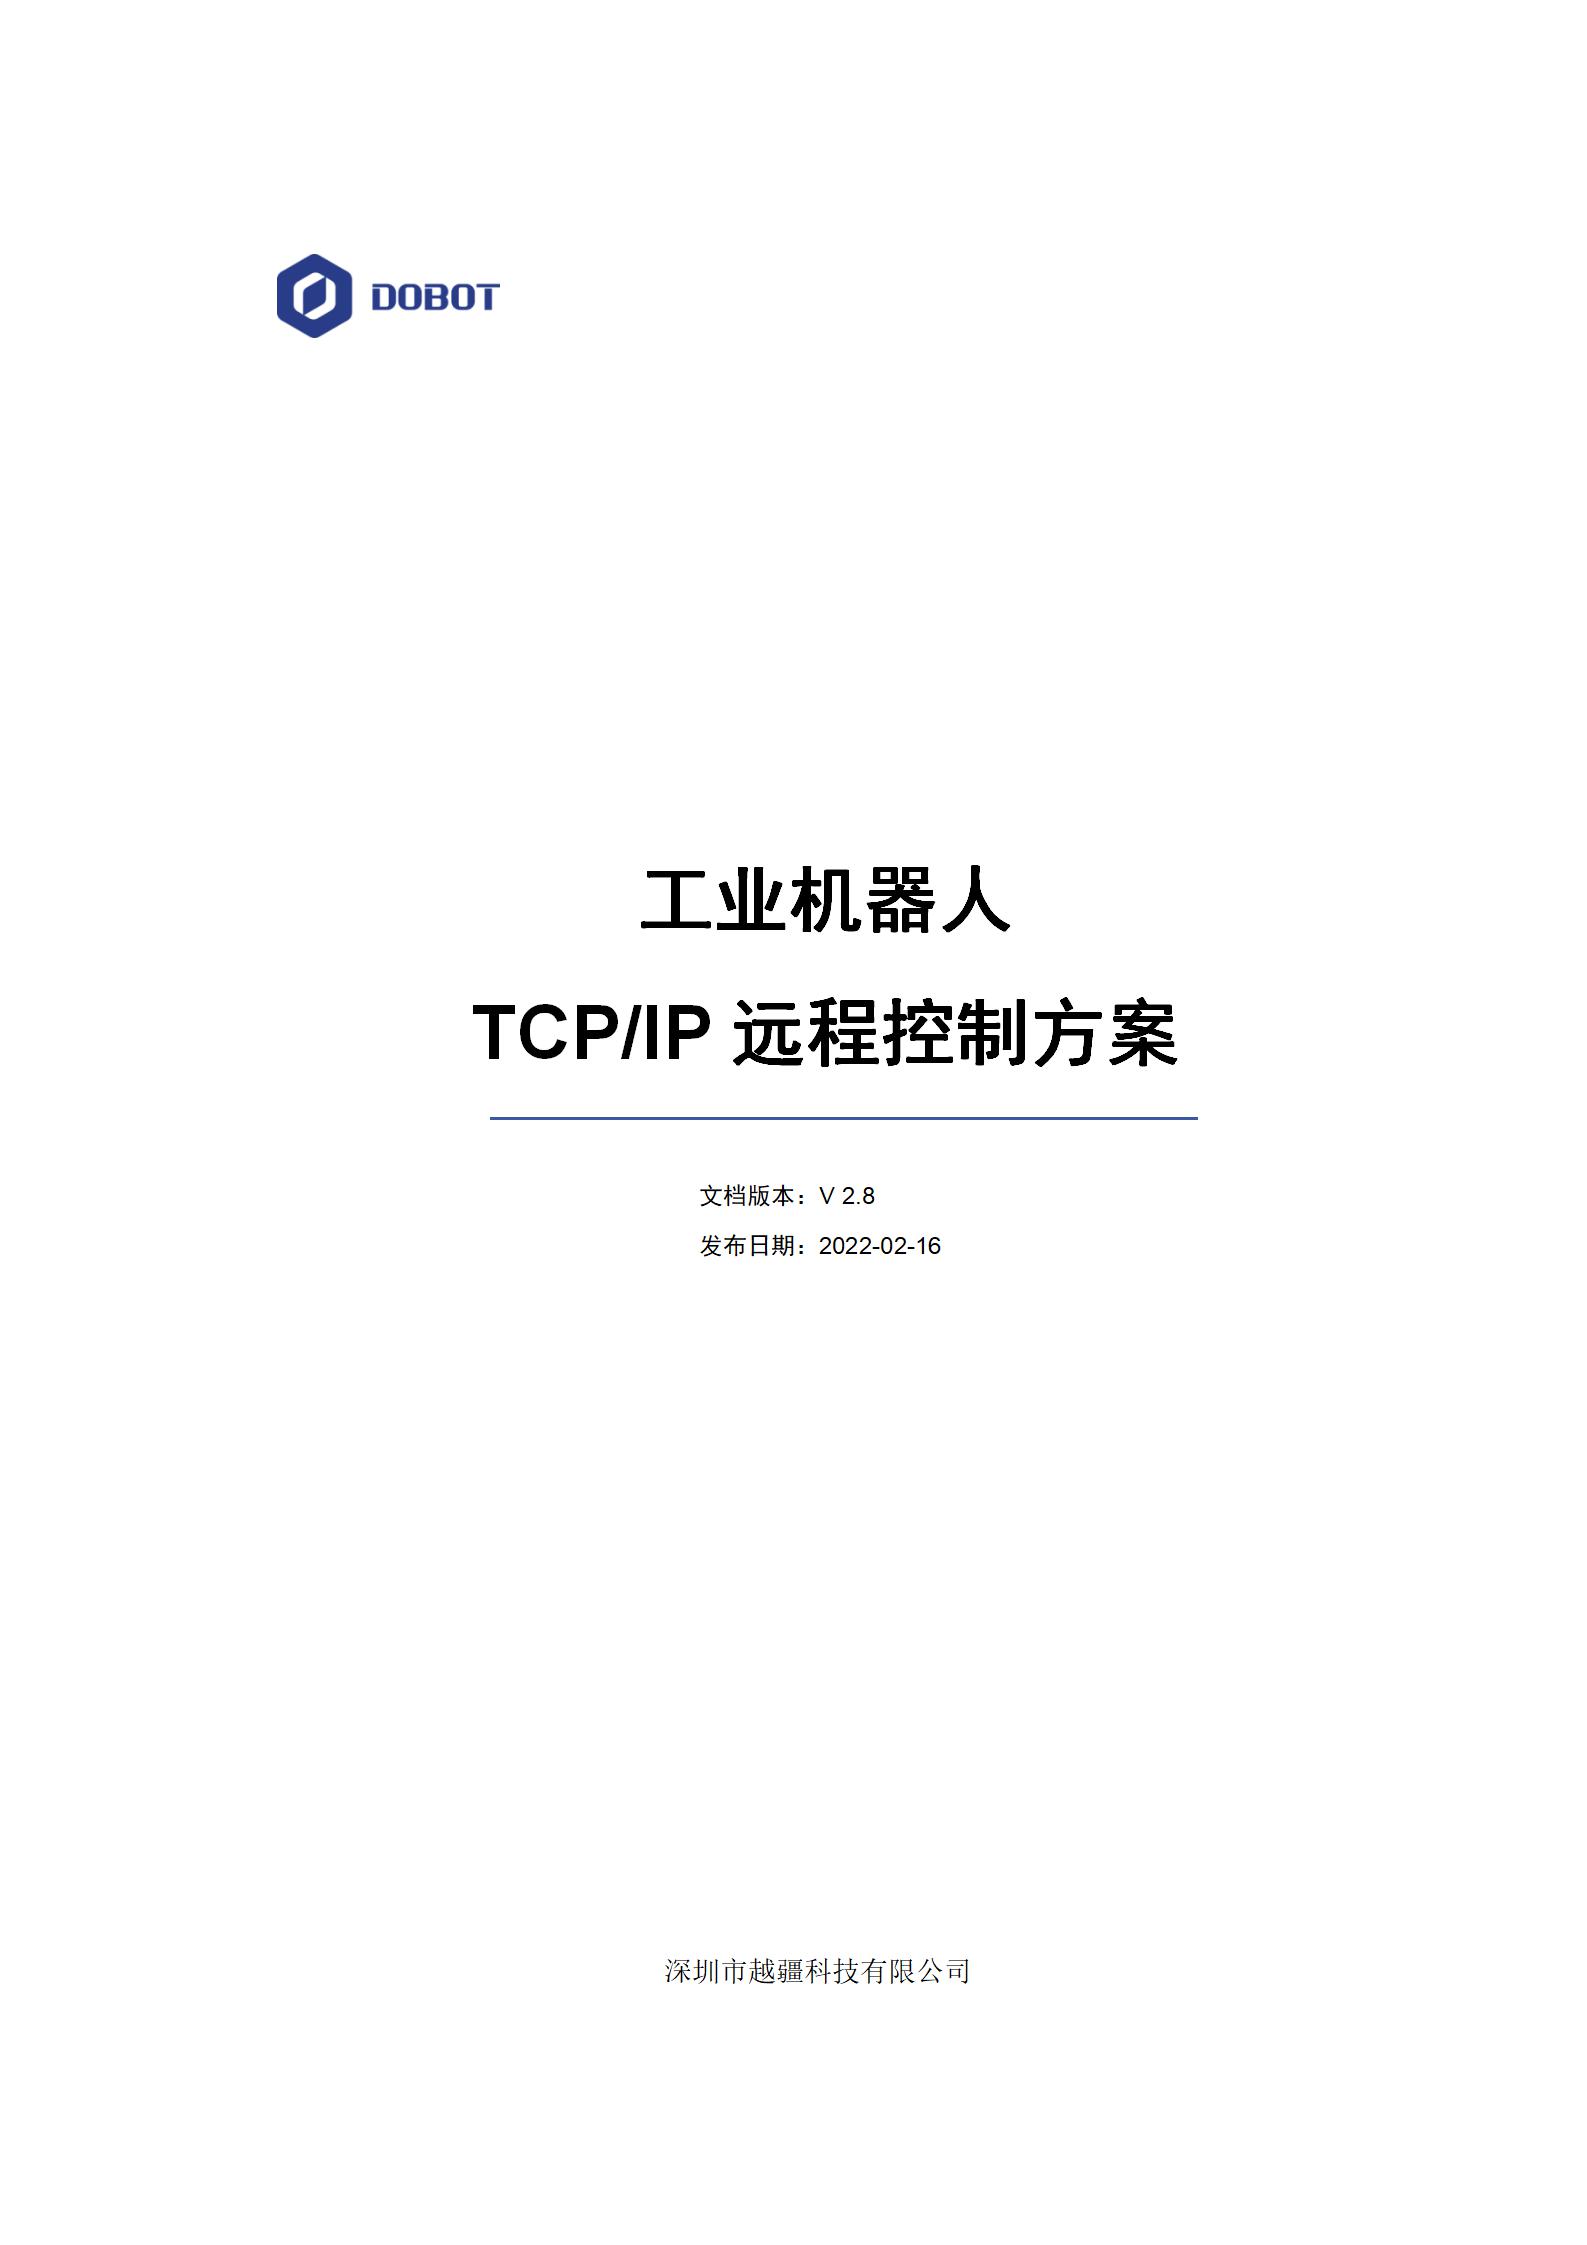 DOBOT
工业机器人
TCP/IP 远程控制方案
文档版本：V 2.8
发布日期：2022-02-16
深圳市越疆科技有限公司